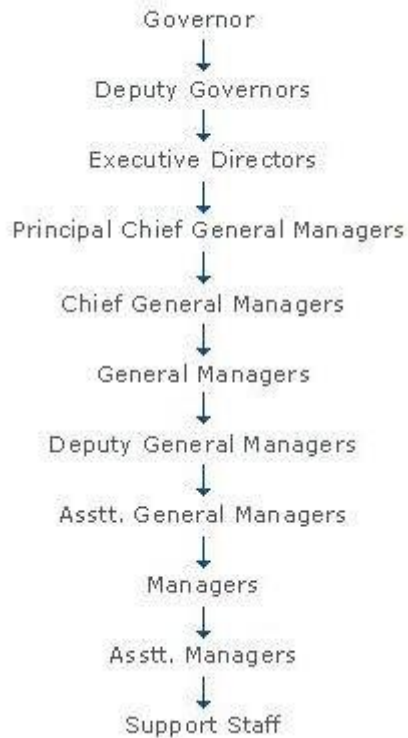 Governor
Deputy Governors
Executive Directors
Principal Chief General Managers
Chief General Managers
General Managers
Deputy General Managers
Asstt. General Managers
Managers
Asstt. Managers
Support Staff